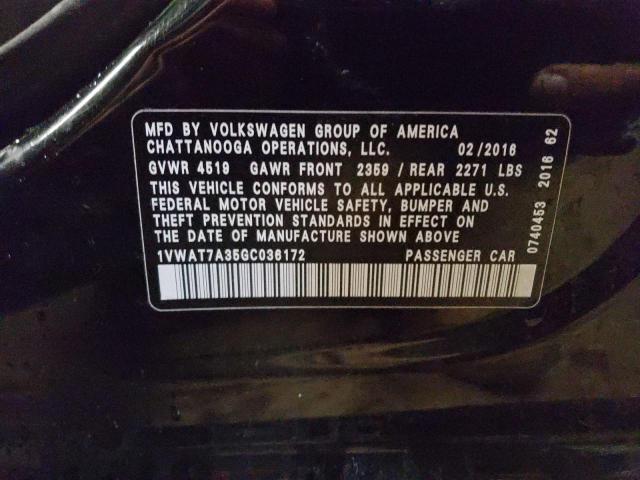 MFD BY VOLKSWAGEN GROUP OF AMERICA
CHATTANOOGA OPERATIONS, LLC. 02/2016
GVWR 4519 GAWR FRONT 2359 / REAR 2271 LBS
THIS VEHICLE CONFORMS TO ALL APPLICABLE U.S.
FEDERAL MOTOR VEHICLE SAFETY, BUMPER AND
THEFT PREVENTION STANDARDS IN EFFECT ON
THE DATE OF MANUFACTURE SHOWN ABOVE
1VWAT7A35GC036172 PASSENGER CAR
0740453 2016 62